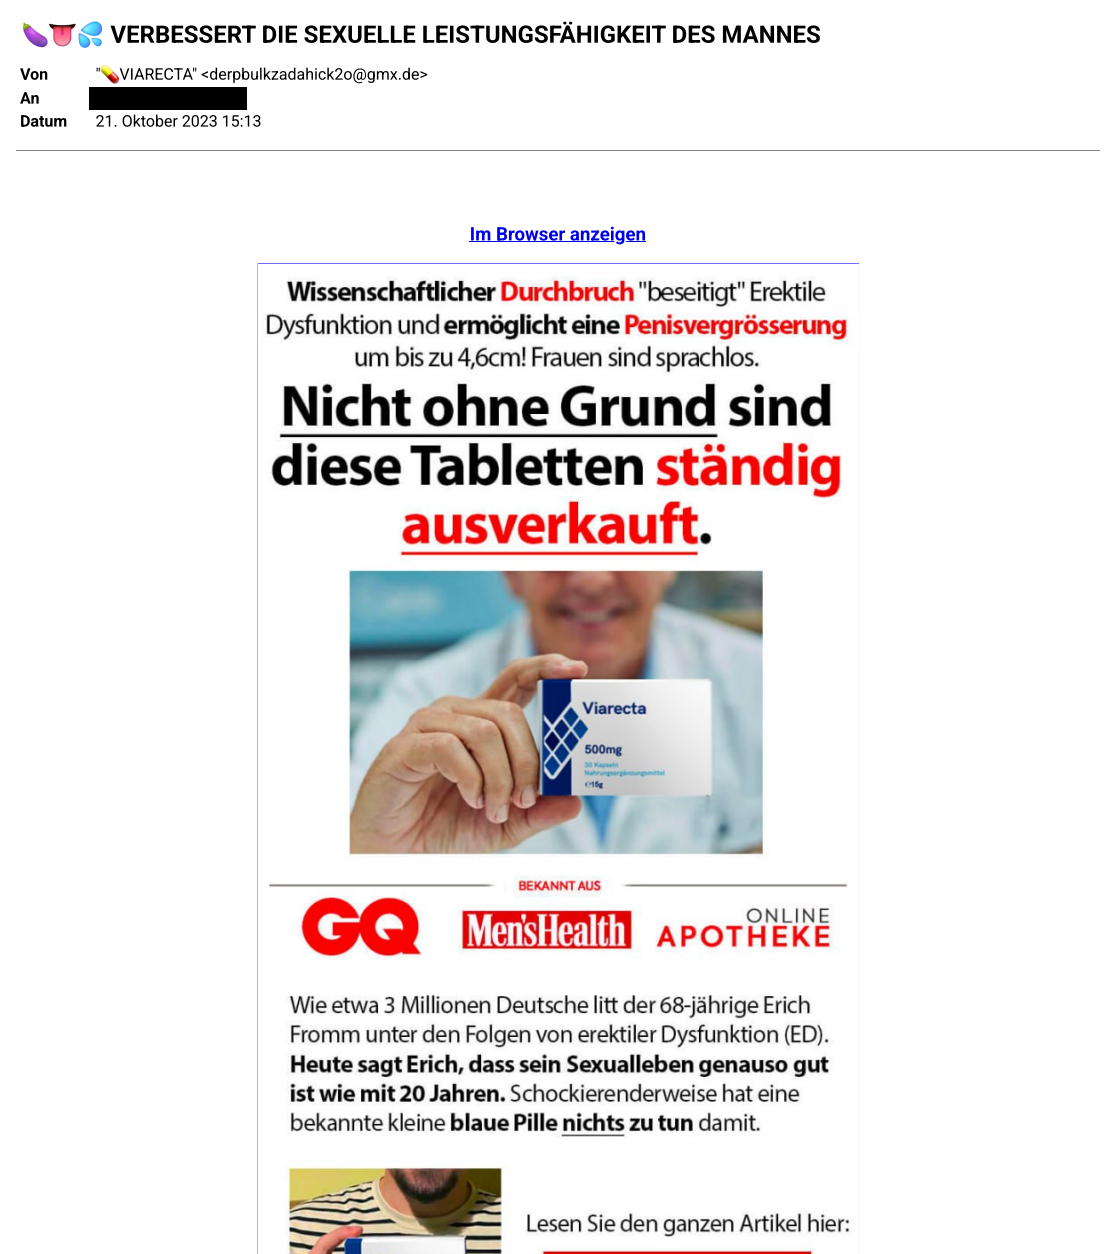 🍆👅💦 VERBESSERT DIE SEXUELLE LEISTUNGSFÄHIGKEIT DES MANNES
Von "💊VIARECTA" <derpbulkzadahick2o@gmx.de>
An
Datum 21. Oktober 2023 15:13
Im Browser anzeigen
Wissenschaftlicher Durchbruch "beseitigt" Erektile
Dysfunktion und ermöglicht eine Penisvergrösserung
um bis zu 4,6cm! Frauen sind sprachlos.
Nicht ohne Grund sind
diese Tabletten ständig
ausverkauft.
Viarecta
500mg
30 Kapseln
Nahrungsergänzungsmittel
℮15g
BEKANNT AUS
GQ
Men'sHealth
ONLINE
APOTHEKE
Wie etwa 3 Millionen Deutsche litt der 68-jährige Erich
Fromm unter den Folgen von erektiler Dysfunktion (ED).
Heute sagt Erich, dass sein Sexualleben genauso gut
ist wie mit 20 Jahren. Schockierenderweise hat eine
bekannte kleine blaue Pille nichts zu tun damit.
Lesen Sie den ganzen Artikel hier: